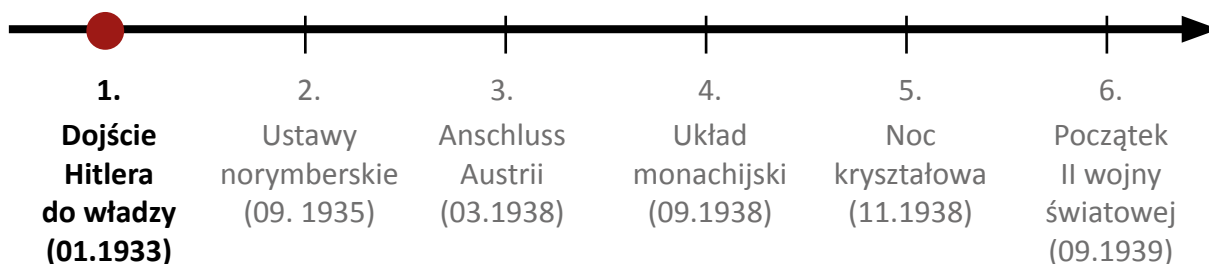 1.
Dojście
Hitlera
do władzy
(01.1933)
2.
Ustawy
norymberskie
(09. 1935)
3.
Anschluss
Austrii
(03.1938)
4.
Układ
monachijski
(09.1938)
5.
Noc
kryształowa
(11.1938)
6.
Początek
II wojny
światowej
(09.1939)